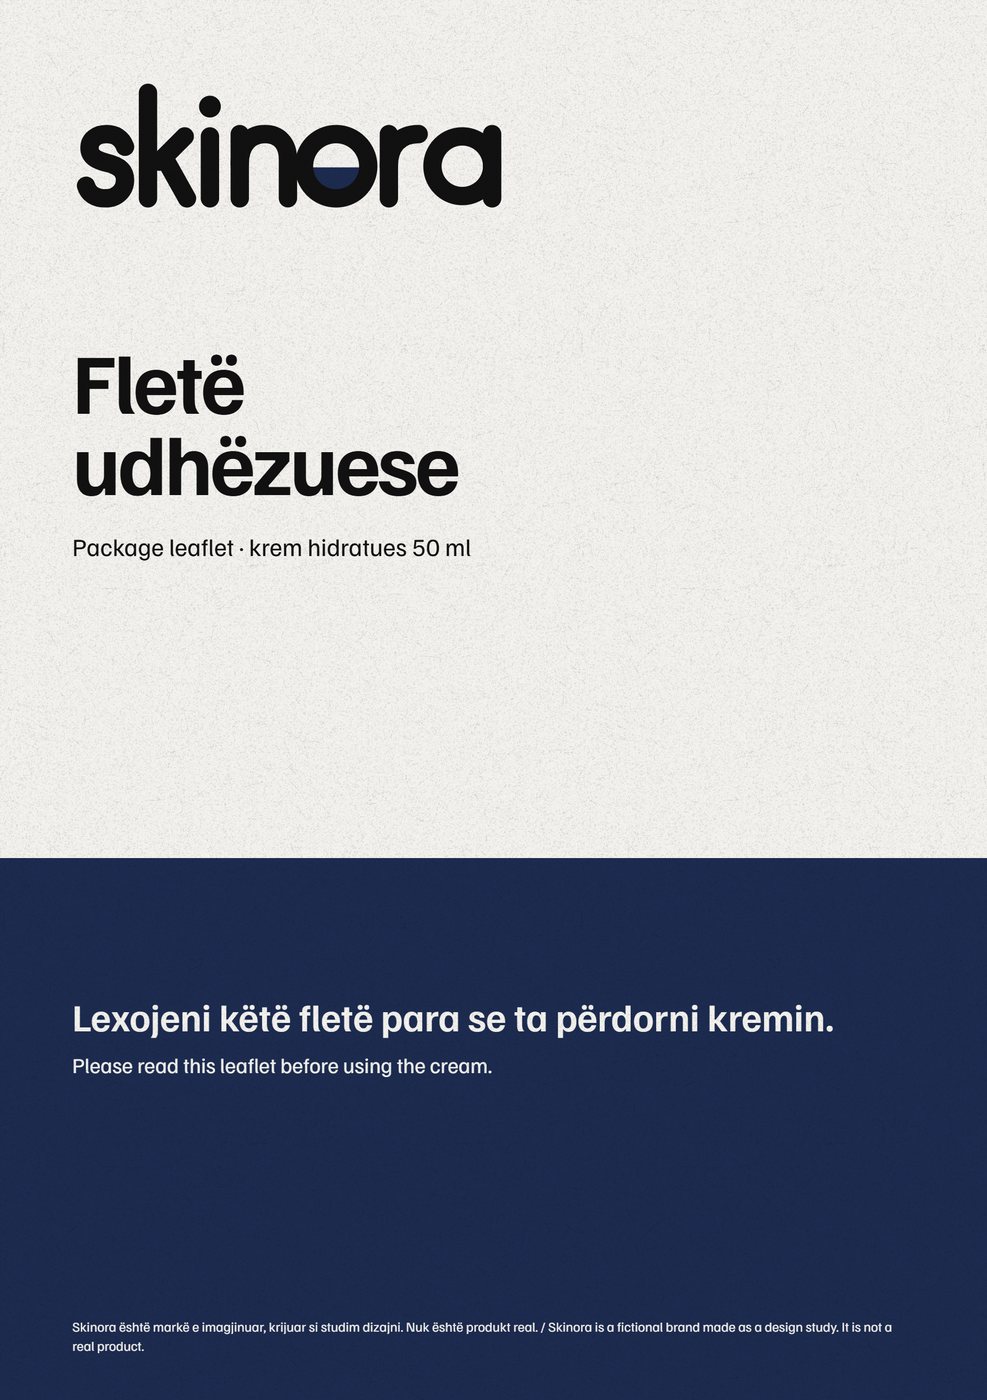 skinora
Fletë
udhëzuese
Package leaflet · krem hidratues 50 ml
Lexojeni këtë fletë para se ta përdorni kremin.
Please read this leaflet before using the cream.
Skinora është markë e imagjinuar, krijuar si studim dizajni. Nuk është produkt real. / Skinora is a fictional brand made as a design study. It is not a
real product.